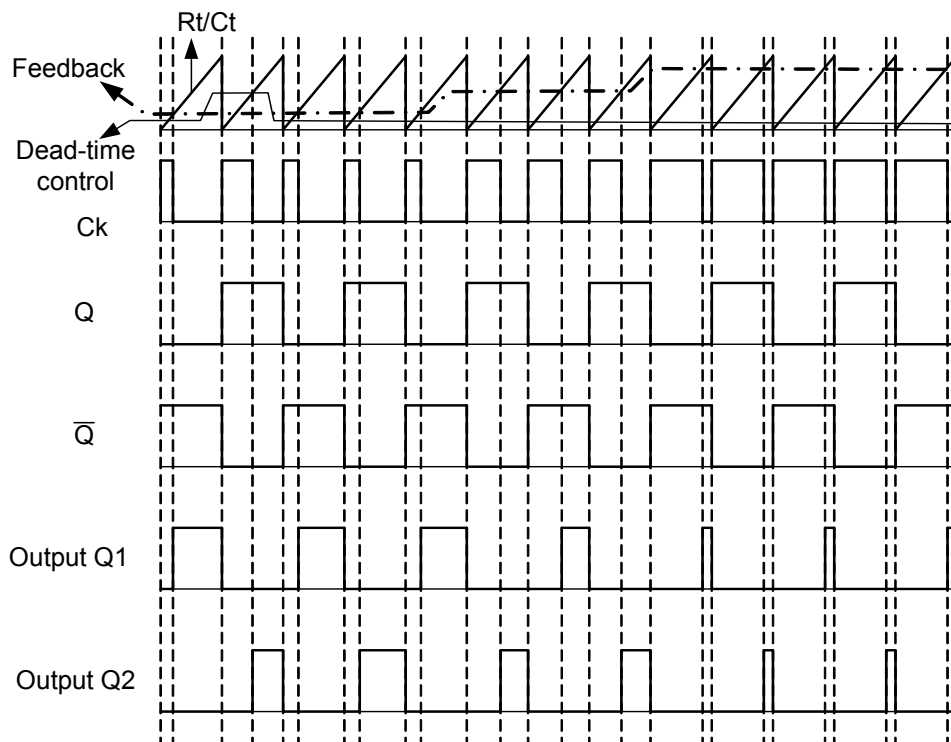 Rt/Ct
Feedback
Dead-time
control
Ck
Q
Q̅
Output Q1
Output Q2